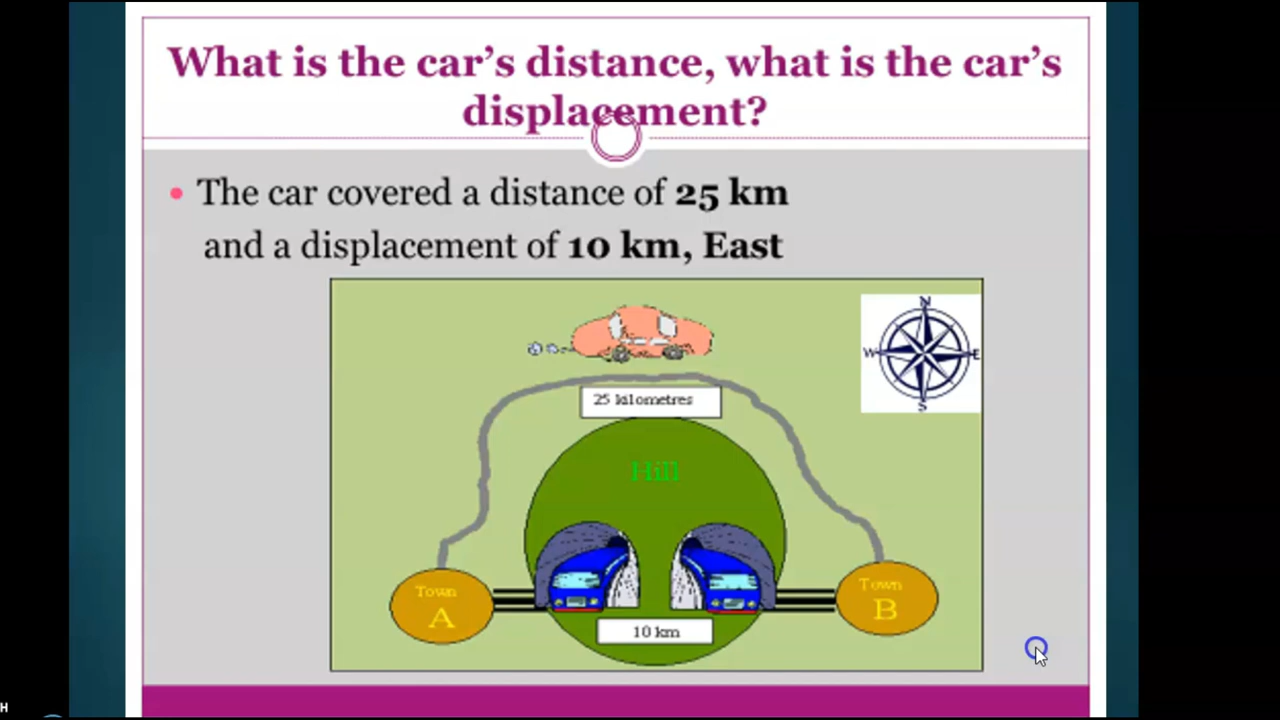 What is the car's distance, what is the car's
displacement?
• The car covered a distance of 25 km
and a displacement of 10 km, East
N
W E
S
25 kilometres
Hill
Town
A
Town
B
10 km
H